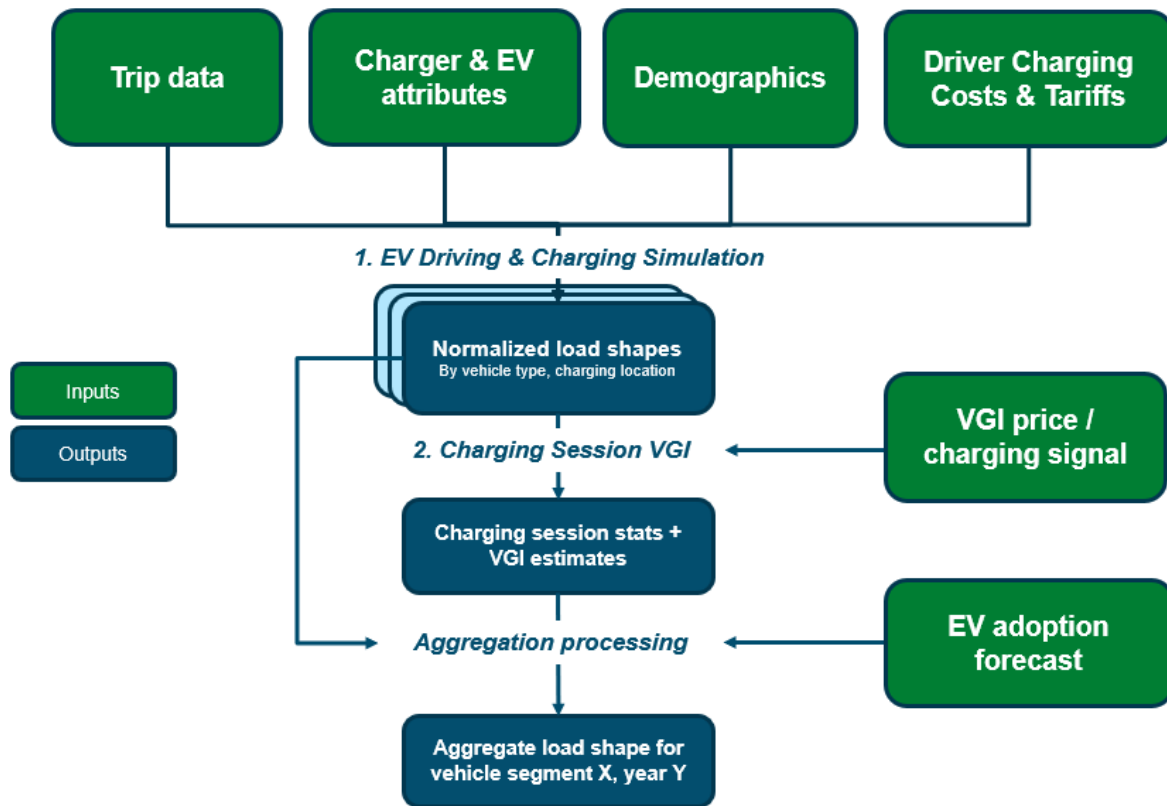 Trip data
Charger & EV
attributes
Demographics
Driver Charging
Costs & Tariffs
1. EV Driving & Charging Simulation
Normalized load shapes
By vehicle type, charging location
Inputs
Outputs
VGI price /
charging signal
2. Charging Session VGI
Charging session stats +
VGI estimates
EV adoption
forecast
Aggregation processing
Aggregate load shape for
vehicle segment X, year Y